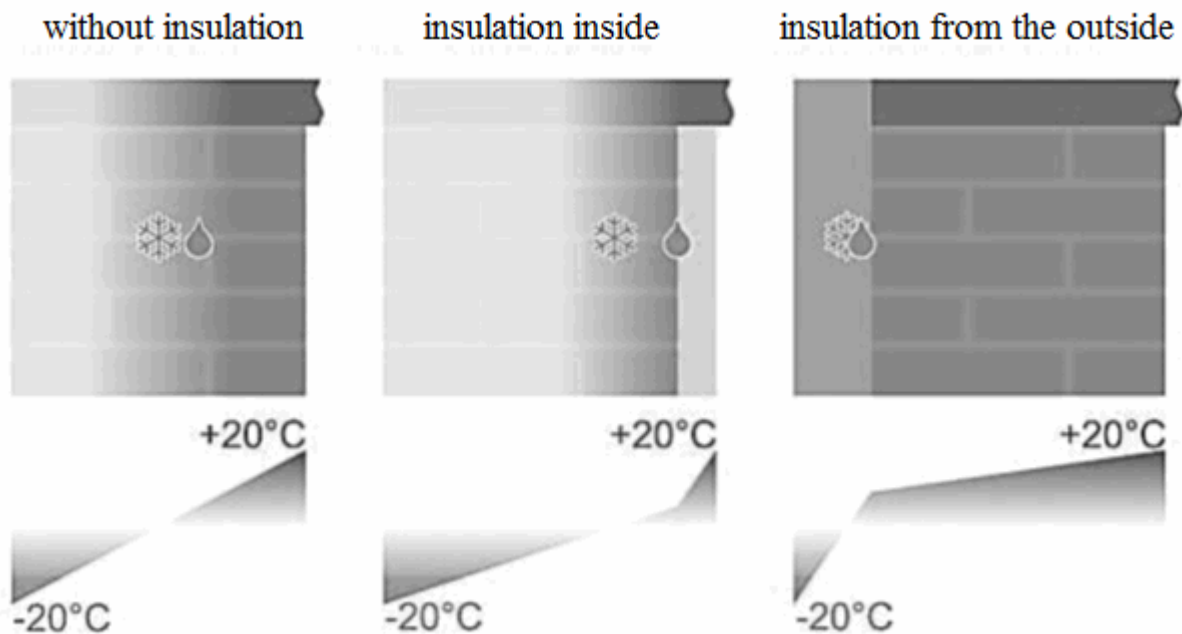 without insulation
insulation inside
insulation from the outside
+20°C
+20°C
+20°C
-20°C
-20°C
-20°C